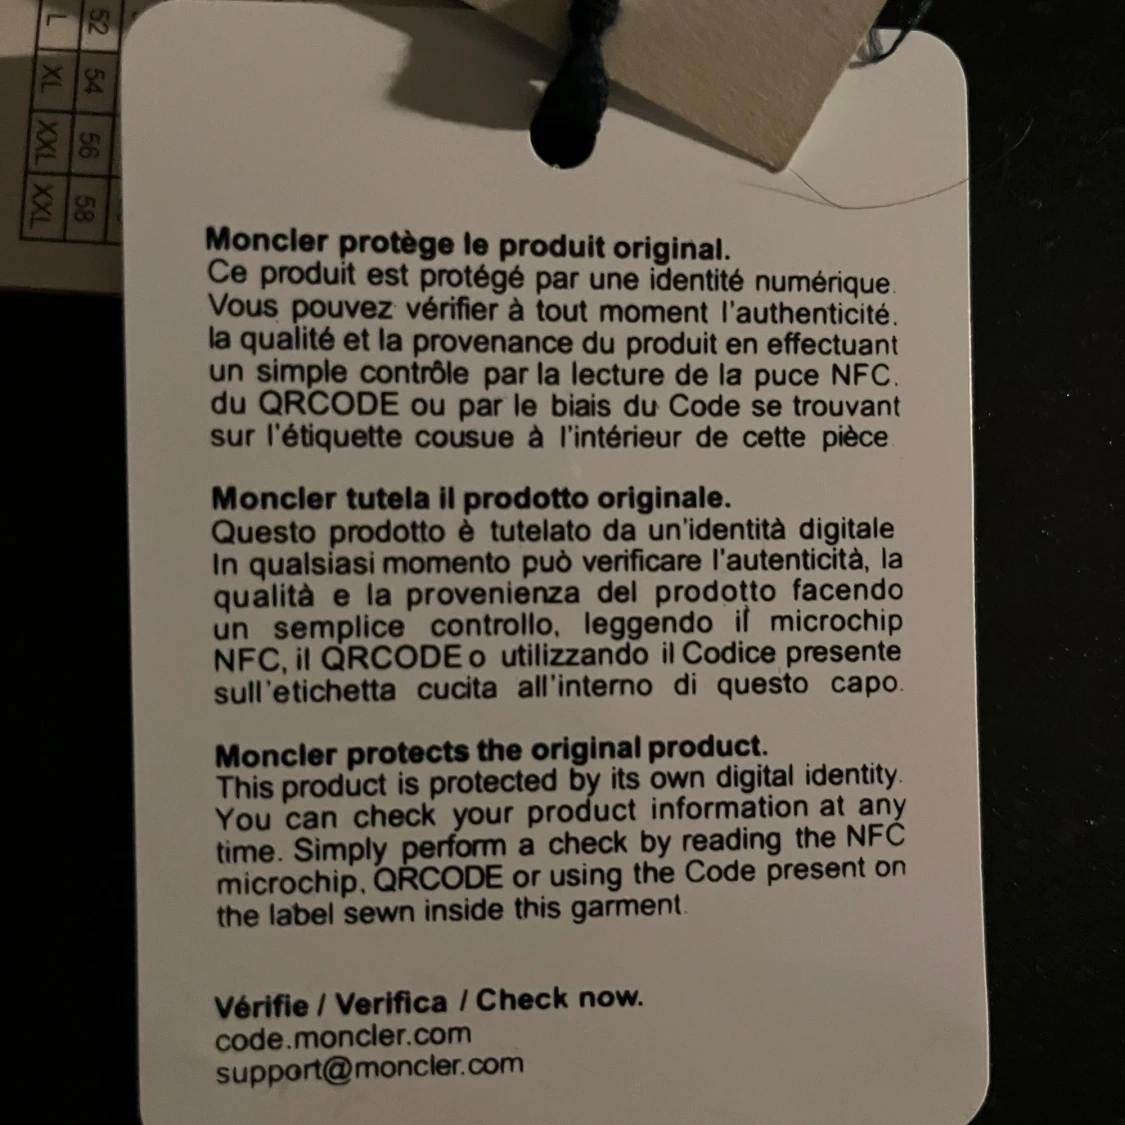 L 52
XL 54
XXL 56
XXL 58
Moncler protège le produit original.
Ce produit est protégé par une identité numérique.
Vous pouvez vérifier à tout moment l'authenticité.
la qualité et la provenance du produit en effectuant
un simple contrôle par la lecture de la puce NFC.
du QRCODE ou par le biais du Code se trouvant
sur l'étiquette cousue à l'intérieur de cette pièce
Moncler tutela il prodotto originale.
Questo prodotto è tutelato da un'identità digitale
In qualsiasi momento può verificare l'autenticità, la
qualità e la provenienza del prodotto facendo
un semplice controllo, leggendo il microchip
NFC, il QRCODE o utilizzando il Codice presente
sull'etichetta cucita all'interno di questo capo.
Moncler protects the original product.
This product is protected by its own digital identity.
You can check your product information at any
time. Simply perform a check by reading the NFC
microchip, QRCODE or using the Code present on
the label sewn inside this garment.
Vérifie / Verifica / Check now.
code.moncler.com
support@moncler.com